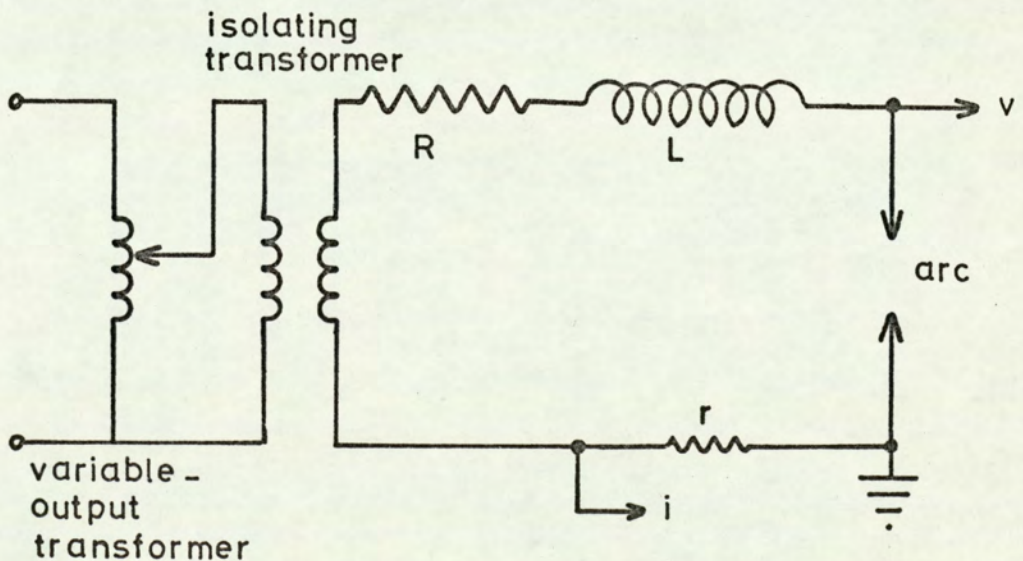 isolating
transformer
R
L
v
arc
r
i
variable-
output
transformer